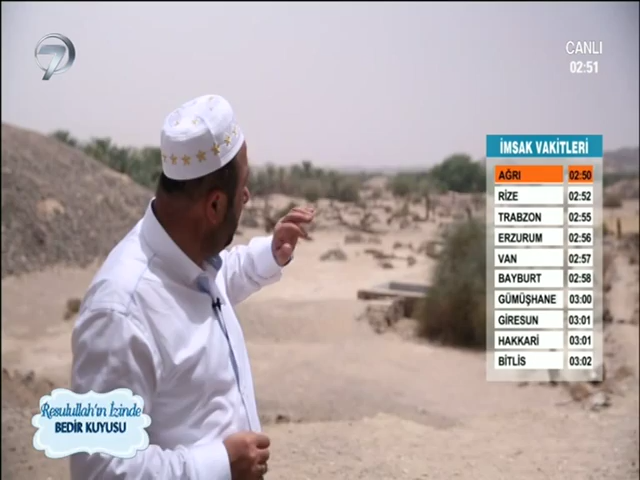 7
CANLI
02:51
İMSAK VAKİTLERİ
AĞRI 02:50
RİZE 02:52
TRABZON 02:55
ERZURUM 02:56
VAN 02:57
BAYBURT 02:58
GÜMÜŞHANE 03:00
GİRESUN 03:01
HAKKARİ 03:01
BİTLİS 03:02
Resulullah'ın İzinde
BEDİR KUYUSU